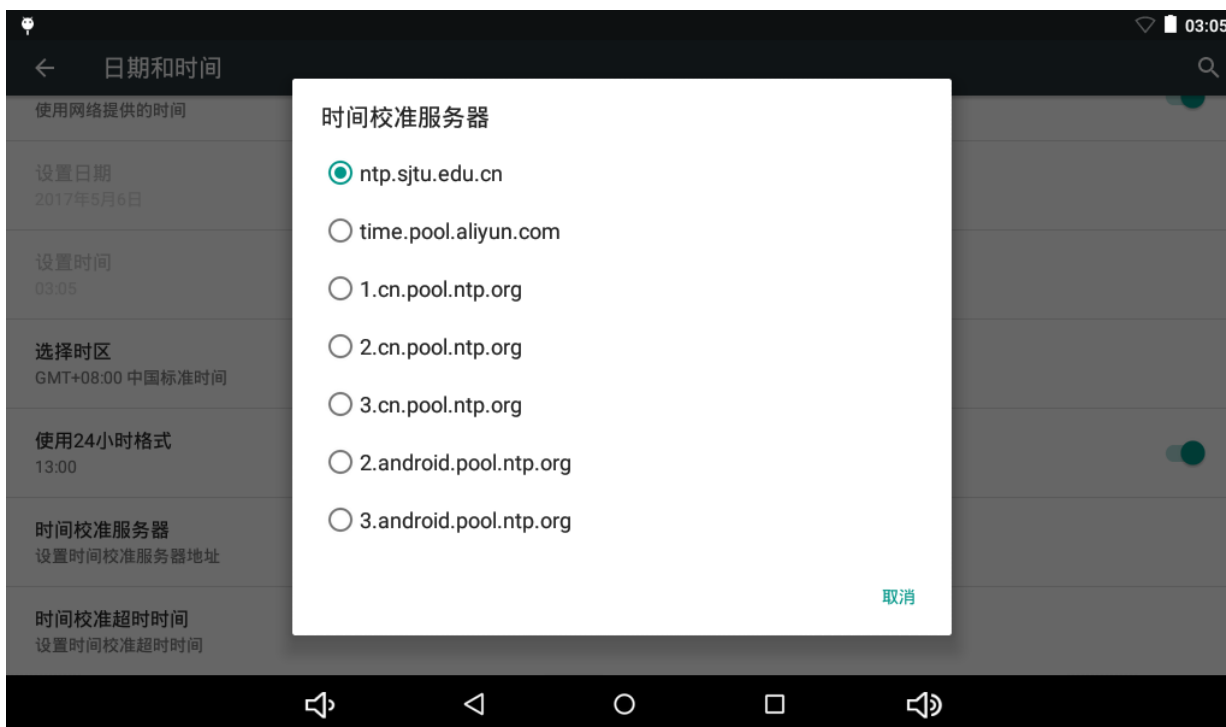 03:05
日期和时间
使用网络提供的时间
设置日期
2017年5月6日
设置时间
03:05
选择时区
GMT+08:00 中国标准时间
使用24小时格式
13:00
时间校准服务器
设置时间校准服务器地址
时间校准超时时间
设置时间校准超时时间
时间校准服务器
ntp.sjtu.edu.cn
time.pool.aliyun.com
1.cn.pool.ntp.org
2.cn.pool.ntp.org
3.cn.pool.ntp.org
2.android.pool.ntp.org
3.android.pool.ntp.org
取消